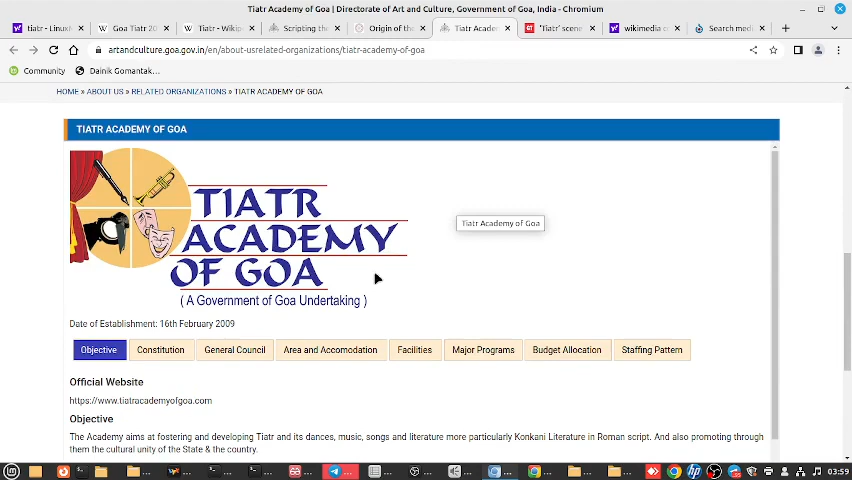 Tiatr Academy of Goa | Directorate of Art and Culture, Government of Goa, India - Chromium
tiatr - Linux
Goa Tiatr 20
Tiatr - Wikip
Scripting the
Origin of the
Tiatr Acade
'Tiatr' scene
wikimedia c
Search medi
artandculture.goa.gov.in/en/about-usrelated-organizations/tiatr-academy-of-goa
Community
Dainik Gomantak…
HOME » ABOUT US » RELATED ORGANIZATIONS » TIATR ACADEMY OF GOA
TIATR ACADEMY OF GOA
TIATR
ACADEMY
OF GOA
( A Government of Goa Undertaking )
Tiatr Academy of Goa
Date of Establishment: 16th February 2009
Objective
Constitution
General Council
Area and Accomodation
Facilities
Major Programs
Budget Allocation
Staffing Pattern
Official Website
https://www.tiatracademyofgoa.com
Objective
The Academy aims at fostering and developing Tiatr and its dances, music, songs and literature more particularly Konkani Literature in Roman script. And also promoting through
them the cultural unity of the State & the country.
03:59